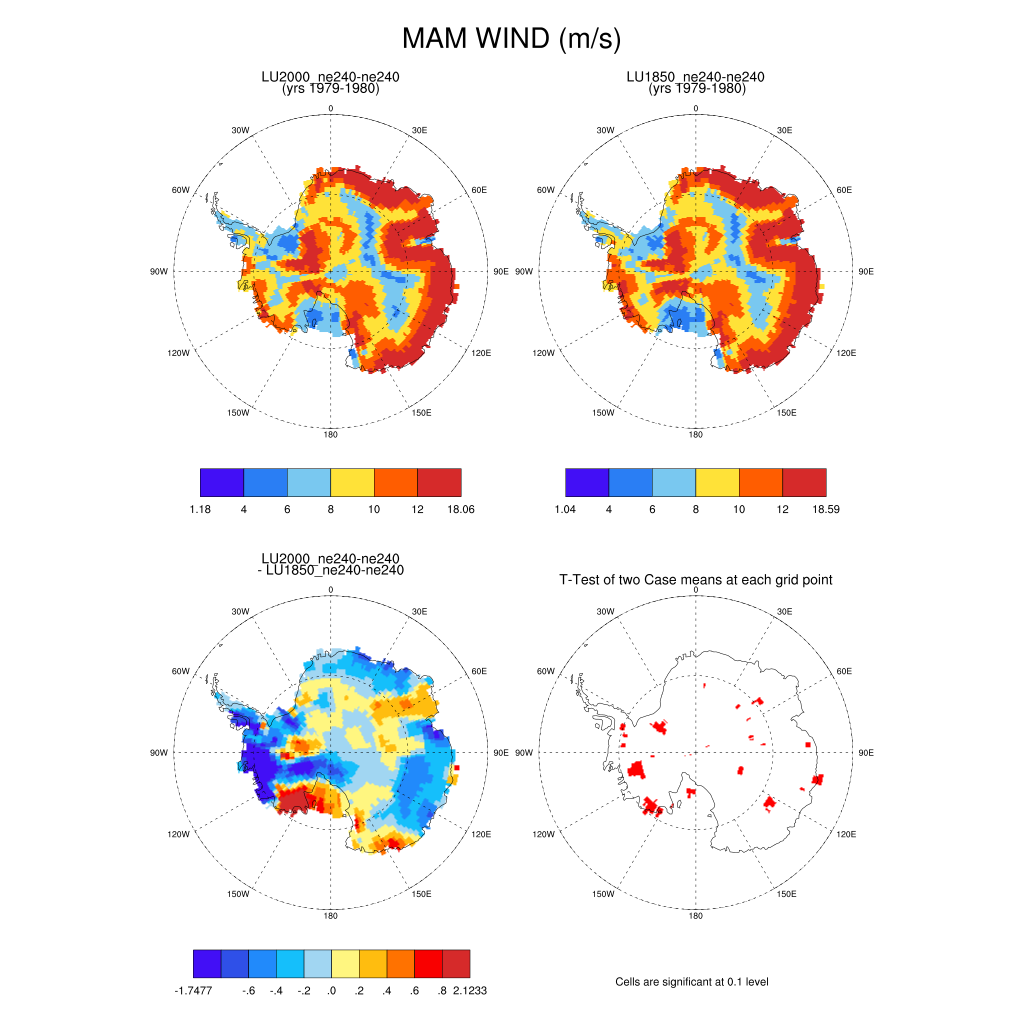 MAM WIND (m/s)
LU2000_ne240-ne240
(yrs 1979-1980)
LU1850_ne240-ne240
(yrs 1979-1980)
0
30W
30E
60W
60E
90W
90E
120W
120E
150W
150E
180
0
30W
30E
60W
60E
90W
90E
120W
120E
150W
150E
180
1.18 4 6 8 10 12 18.06
1.04 4 6 8 10 12 18.59
LU2000_ne240-ne240
- LU1850_ne240-ne240
T-Test of two Case means at each grid point
0
30W
30E
60W
60E
90W
90E
120W
120E
150W
150E
180
0
30W
30E
60W
60E
90W
90E
120W
120E
150W
150E
180
-1.7477 -.6 -.4 -.2 .0 .2 .4 .6 .8 2.1233
Cells are significant at 0.1 level